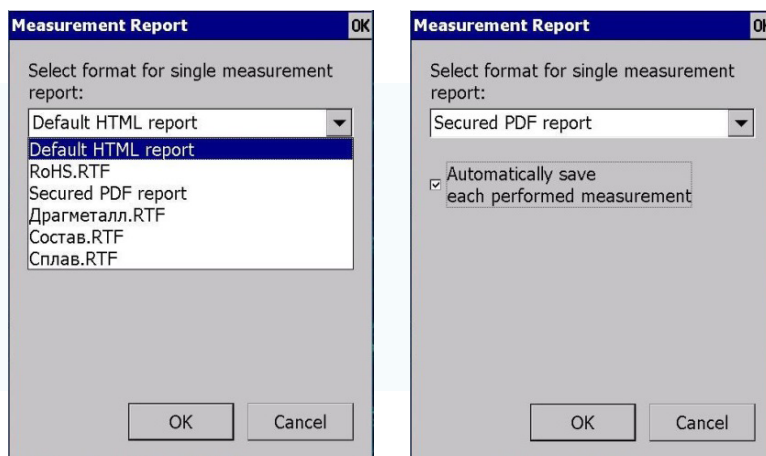 Measurement Report OK
Select format for single measurement
report:
Default HTML report
Default HTML report
RoHS.RTF
Secured PDF report
Драгметалл.RTF
Состав.RTF
Сплав.RTF
OK Cancel
Measurement Report OK
Select format for single measurement
report:
Secured PDF report
Automatically save
each performed measurement
OK Cancel